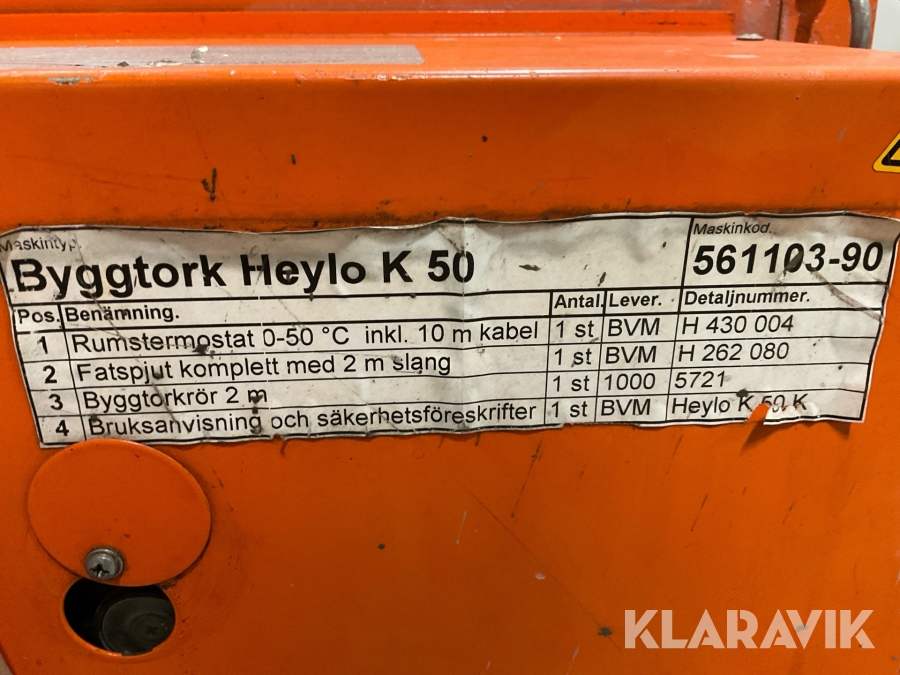 Maskintyp.
Maskinkod.
Byggtork Heylo K 50
561103-90
Pos. Benämning. Antal. Lever. Detaljnummer.
1 Rumstermostat 0-50 °C inkl. 10 m kabel 1 st BVM H 430 004
2 Fatspjut komplett med 2 m slang 1 st BVM H 262 080
3 Byggtorkrör 2 m 1 st 1000 5721
4 Bruksanvisning och säkerhetsföreskrifter 1 st BVM Heylo K 50 K
KLARAVIK